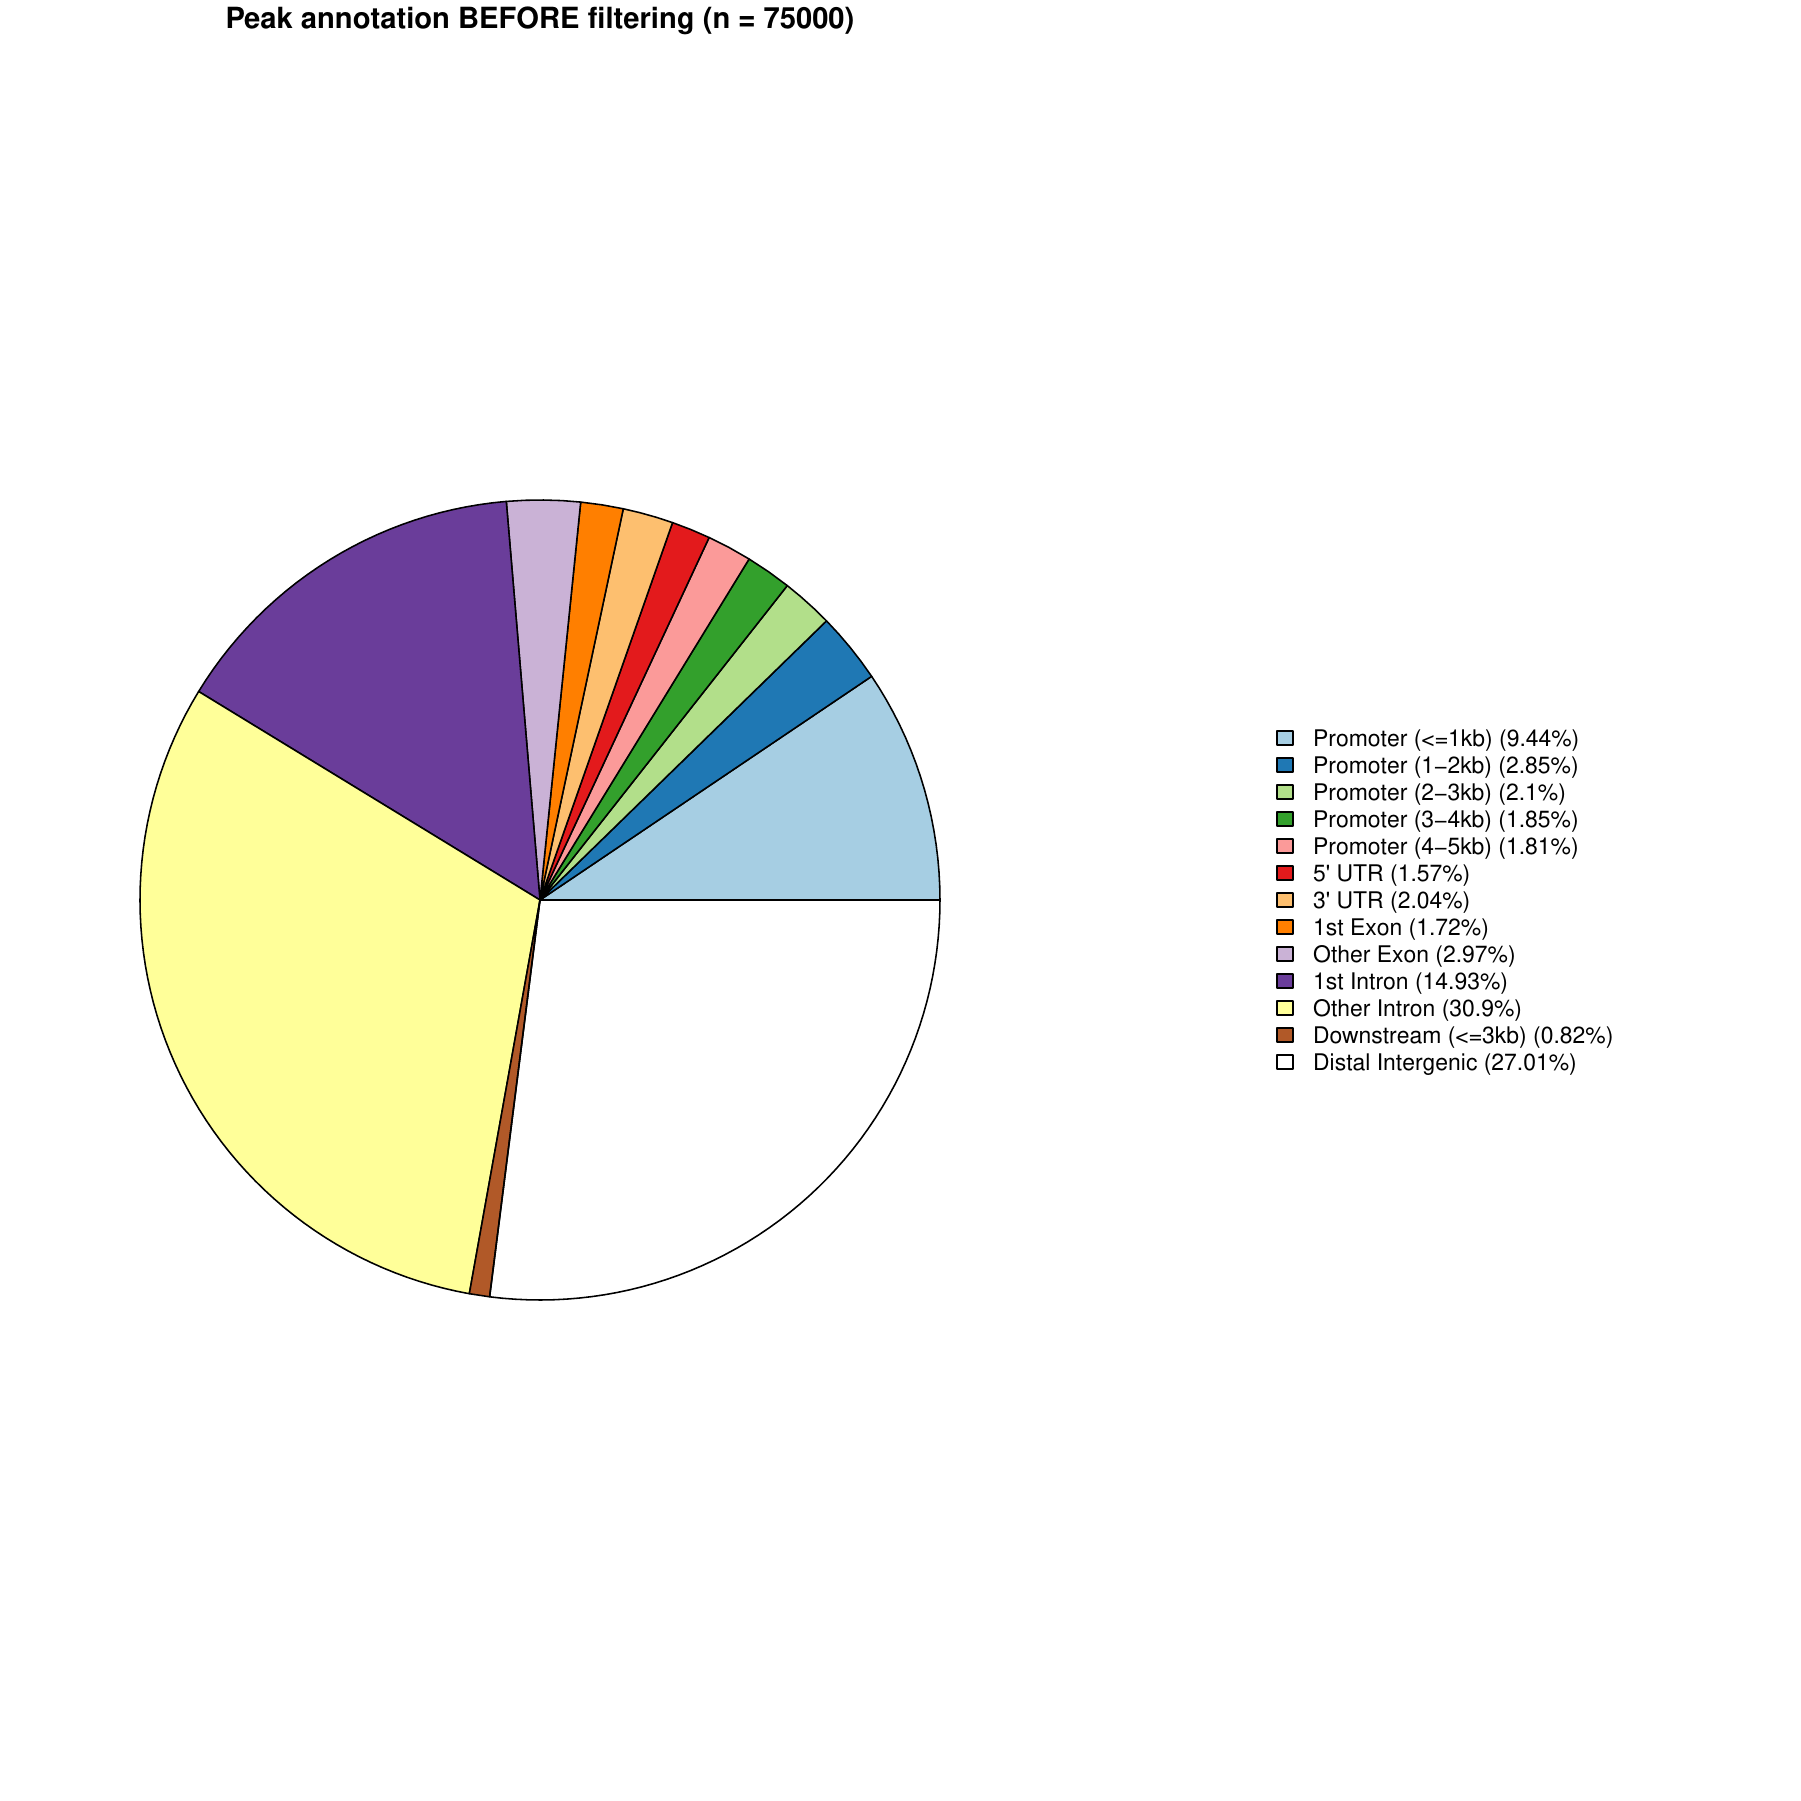 Peak annotation BEFORE filtering (n = 75000)
Promoter (<=1kb) (9.44%)
Promoter (1−2kb) (2.85%)
Promoter (2−3kb) (2.1%)
Promoter (3−4kb) (1.85%)
Promoter (4−5kb) (1.81%)
5' UTR (1.57%)
3' UTR (2.04%)
1st Exon (1.72%)
Other Exon (2.97%)
1st Intron (14.93%)
Other Intron (30.9%)
Downstream (<=3kb) (0.82%)
Distal Intergenic (27.01%)